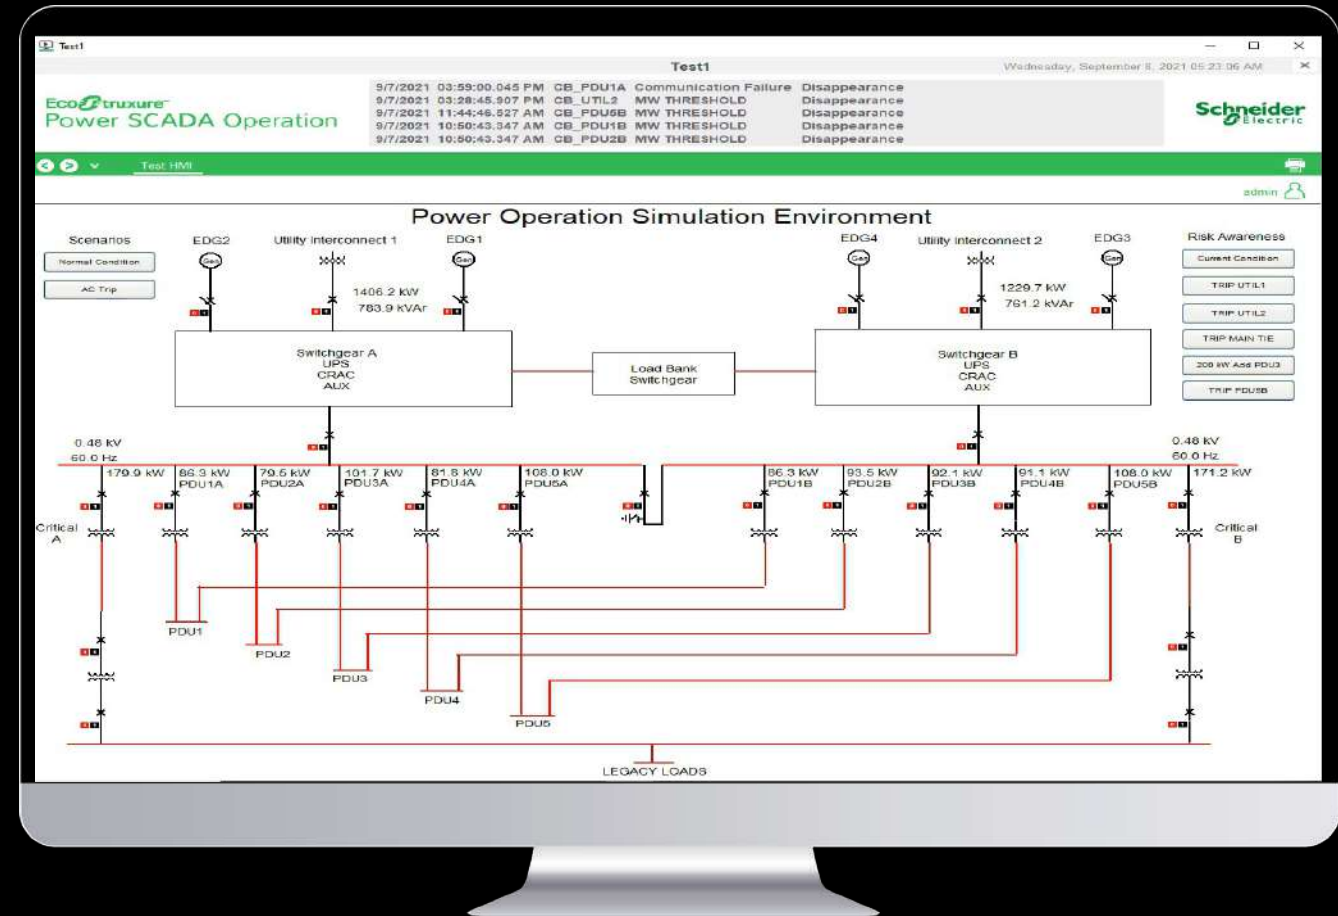 Test1
Test1
Wednesday, September 8, 2021 05:23:06 AM
EcoStruxure™
Power SCADA Operation
9/7/2021 03:59:00.045 PM CB_PDU1A Communication Failure Disappearance
9/7/2021 03:28:45.907 PM CB_UTIL2 MW THRESHOLD Disappearance
9/7/2021 11:44:46.527 AM CB_PDU5B MW THRESHOLD Disappearance
9/7/2021 10:50:43.347 AM CB_PDU1B MW THRESHOLD Disappearance
9/7/2021 10:50:43.347 AM CB_PDU2B MW THRESHOLD Disappearance
Schneider
Electric
Test HMI
admin
Power Operation Simulation Environment
Scenarios
Normal Condition
AC Trip
EDG2
Utility Interconnect 1
EDG1
EDG4
Utility Interconnect 2
EDG3
Gen
Gen
Gen
Gen
Risk Awareness
Current Condition
TRIP UTIL1
TRIP UTIL2
TRIP MAIN TIE
200 kW Add PDU3
TRIP PDU5B
1406.2 kW
783.9 kVAr
1229.7 kW
761.2 kVAr
Switchgear A
UPS
CRAC
AUX
Load Bank
Switchgear
Switchgear B
UPS
CRAC
AUX
0.48 kV
60.0 Hz
0.48 kV
60.0 Hz
179.9 kW
86.3 kW
PDU1A
79.5 kW
PDU2A
101.7 kW
PDU3A
81.8 kW
PDU4A
108.0 kW
PDU5A
86.3 kW
PDU1B
93.5 kW
PDU2B
92.1 kW
PDU3B
91.1 kW
PDU4B
108.0 kW
PDU5B
171.2 kW
Critical
A
Critical
B
PDU1
PDU2
PDU3
PDU4
PDU5
LEGACY LOADS